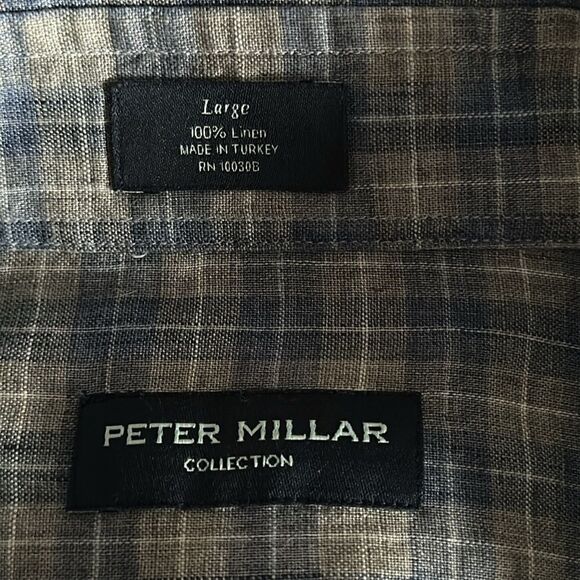 Large
100% Linen
MADE IN TURKEY
RN 100308
PETER MILLAR
COLLECTION